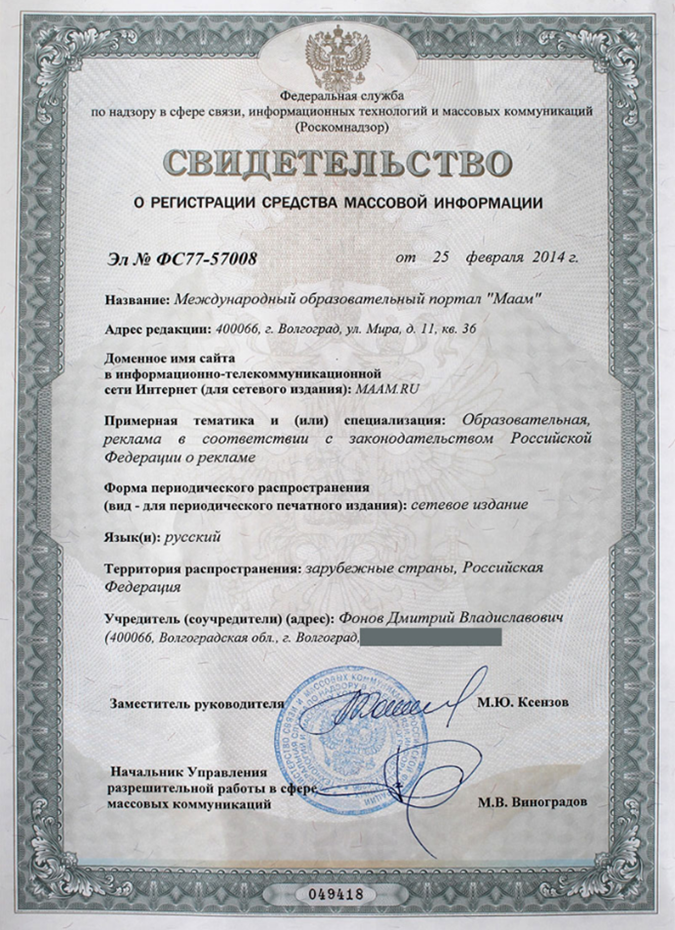 Федеральная служба
по надзору в сфере связи, информационных технологий и массовых коммуникаций
(Роскомнадзор)
СВИДЕТЕЛЬСТВО
О РЕГИСТРАЦИИ СРЕДСТВА МАССОВОЙ ИНФОРМАЦИИ
Эл № ФС77-57008 от 25 февраля 2014 г.
Название: Международный образовательный портал "Маам"
Адрес редакции: 400066, г. Волгоград, ул. Мира, д. 11, кв. 36
Доменное имя сайта
в информационно-телекоммуникационной
сети Интернет (для сетевого издания): MAAM.RU
Примерная тематика и (или) специализация: Образовательная,
реклама в соответствии с законодательством Российской
Федерации о рекламе
Форма периодического распространения
(вид - для периодического печатного издания): сетевое издание
Язык(и): русский
Территория распространения: зарубежные страны, Российская
Федерация
Учредитель (соучредители) (адрес): Фонов Дмитрий Владиславович
(400066, Волгоградская обл., г. Волгоград,
Заместитель руководителя М.Ю. Ксензов
Начальник Управления
разрешительной работы в сфере
массовых коммуникаций М.В. Виноградов
049418